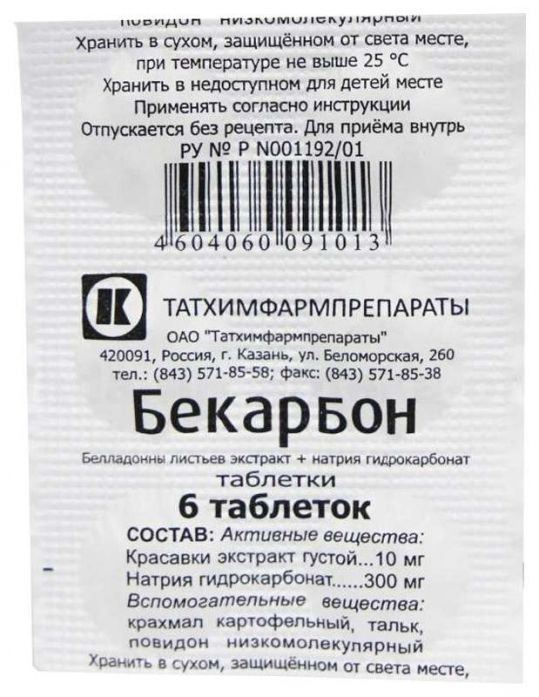 повидон низкомолекулярный
Хранить в сухом, защищённом от света месте,
при температуре не выше 25 °С
Хранить в недоступном для детей месте
Применять согласно инструкции
Отпускается без рецепта. Для приёма внутрь
РУ № Р N001192/01
4 604060 091013
ТАТХИМФАРМПРЕПАРАТЫ
ОАО "Татхимфармпрепараты"
420091, Россия, г. Казань, ул. Беломорская, 260
тел.: (843) 571-85-58; факс: (843) 571-85-38
Бекарбон
Белладонны листьев экстракт + натрия гидрокарбонат
таблетки
6 таблеток
СОСТАВ: Активные вещества:
Красавки экстракт густой...10 мг
Натрия гидрокарбонат......300 мг
Вспомогательные вещества:
крахмал картофельный, тальк,
повидон низкомолекулярный
Хранить в сухом, защищённом от света месте,